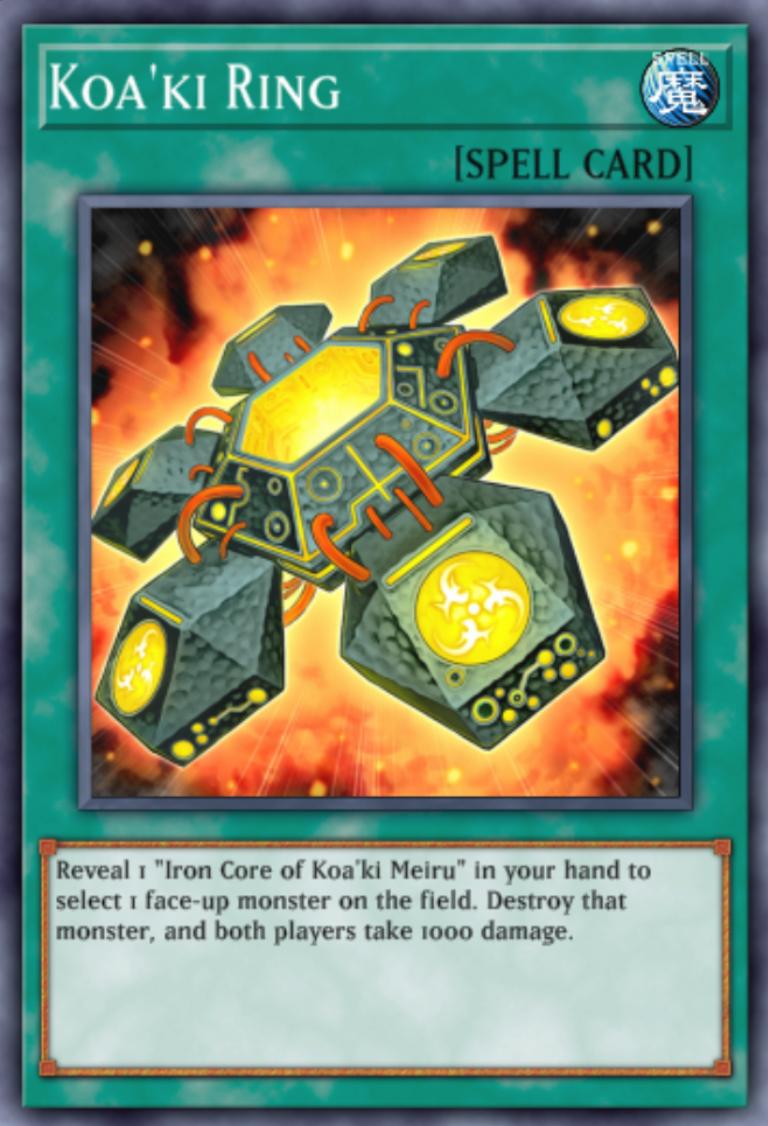 Koa'ki Ring
SPELL
魔
[SPELL CARD]
Reveal 1 "Iron Core of Koa'ki Meiru" in your hand to
select 1 face-up monster on the field. Destroy that
monster, and both players take 1000 damage.